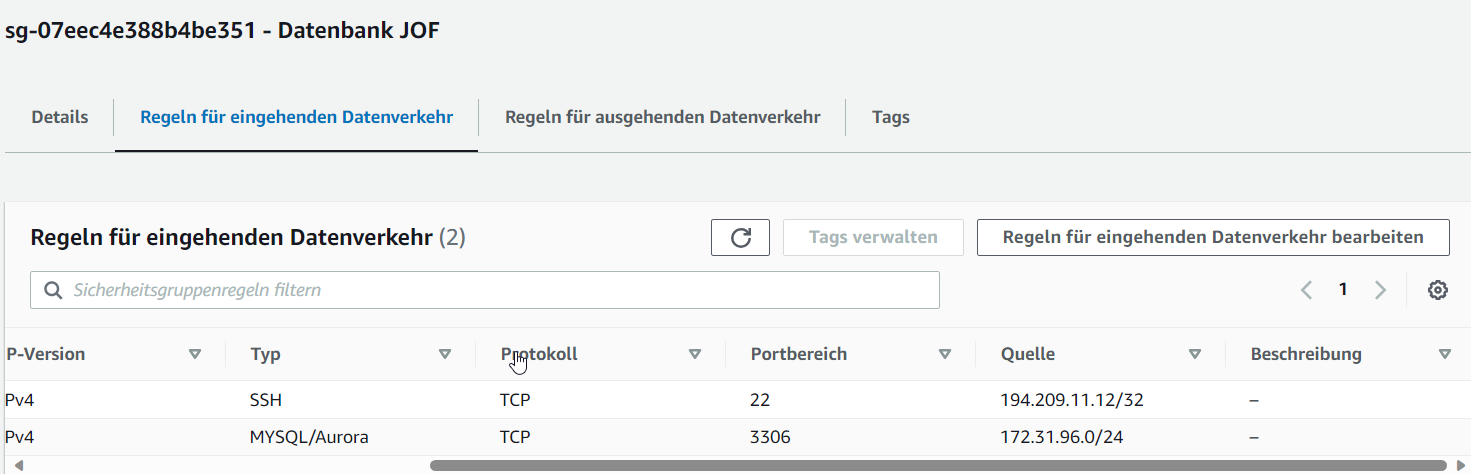 sg-07eec4e388b4be351 - Datenbank JOF
Details Regeln für eingehenden Datenverkehr Regeln für ausgehenden Datenverkehr Tags
Regeln für eingehenden Datenverkehr (2) Tags verwalten Regeln für eingehenden Datenverkehr bearbeiten
Sicherheitsgruppenregeln filtern 1
P-Version Typ Protokoll Portbereich Quelle Beschreibung
Pv4 SSH TCP 22 194.209.11.12/32 –
Pv4 MYSQL/Aurora TCP 3306 172.31.96.0/24 –